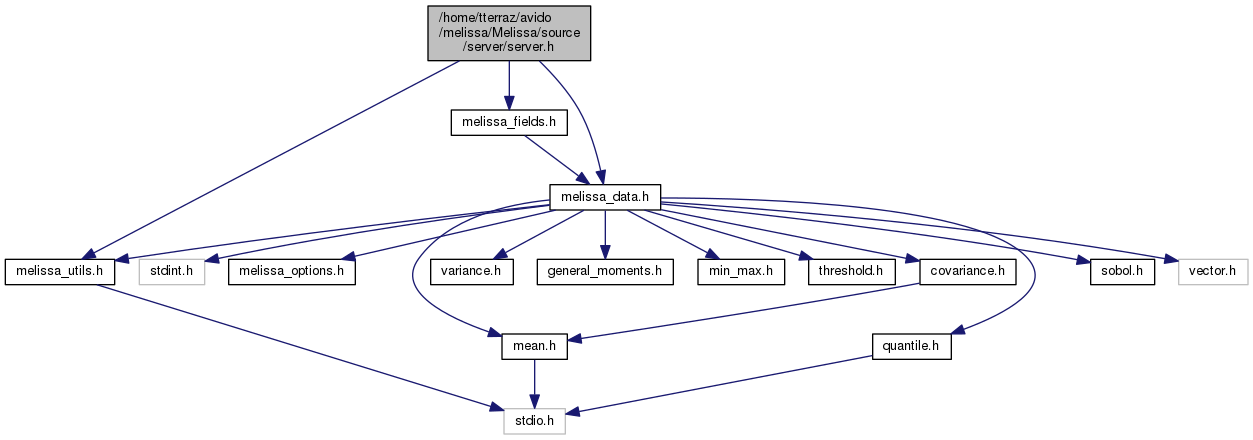 /home/tterraz/avido
/melissa/Melissa/source
/server/server.h
melissa_fields.h
melissa_data.h
melissa_utils.h
stdint.h
melissa_options.h
variance.h
general_moments.h
min_max.h
threshold.h
covariance.h
sobol.h
vector.h
mean.h
quantile.h
stdio.h